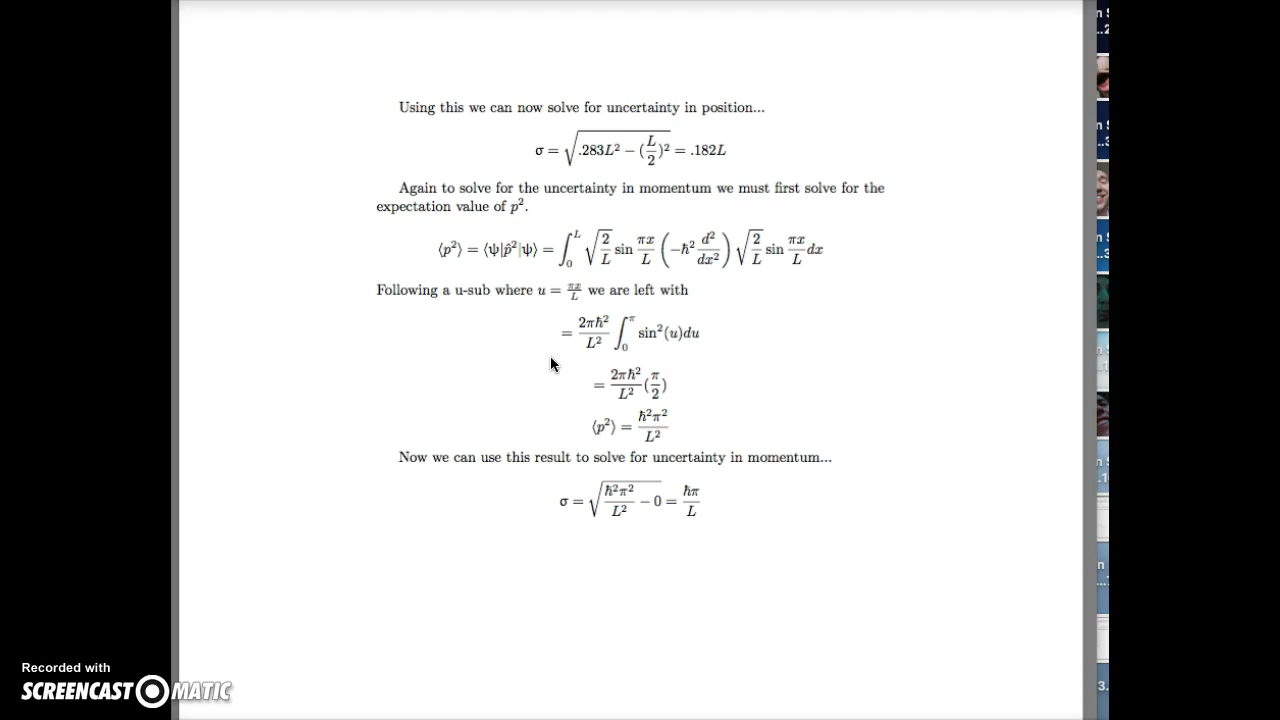 Using this we can now solve for uncertainty in position...
σ = √(.283L² − (L/2)²) = .182L
Again to solve for the uncertainty in momentum we must first solve for the
expectation value of p².
⟨p²⟩ = ⟨ψ|p̂²|ψ⟩ = ∫₀ᴸ √(2/L) sin πx/L (−ħ² d²/dx²) √(2/L) sin πx/L dx
Following a u-sub where u = πx/L we are left with
= 2πħ²/L² ∫₀^π sin²(u)du
= 2πħ²/L² (π/2)
⟨p²⟩ = ħ²π²/L²
Now we can use this result to solve for uncertainty in momentum...
σ = √(ħ²π²/L² − 0) = ħπ/L
Recorded with
SCREENCAST-O-MATIC